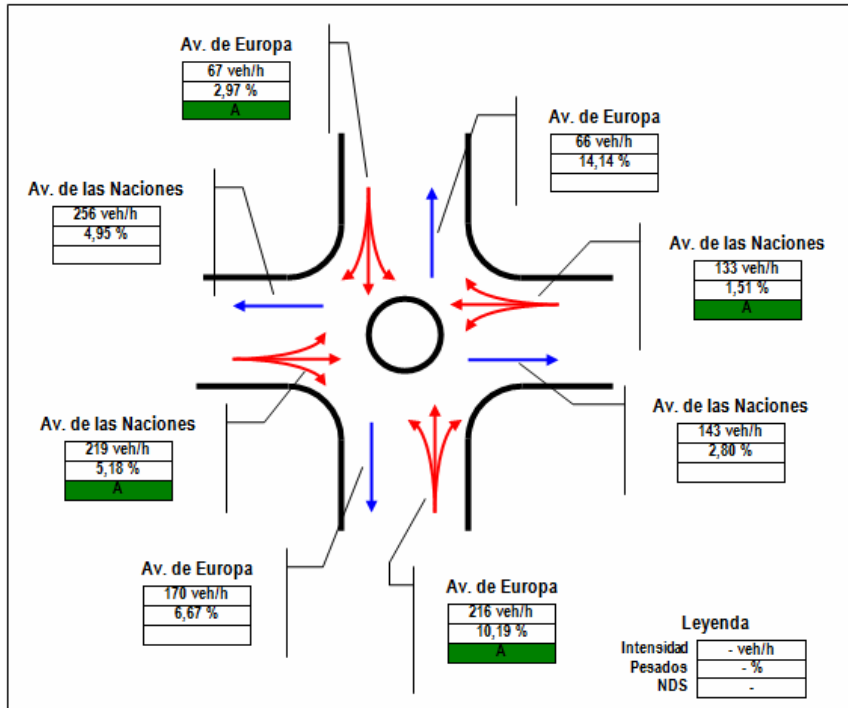 Av. de Europa
67 veh/h
2,97 %
A
Av. de Europa
66 veh/h
14,14 %
Av. de las Naciones
256 veh/h
4,95 %
Av. de las Naciones
133 veh/h
1,51 %
A
Av. de las Naciones
219 veh/h
5,18 %
A
Av. de las Naciones
143 veh/h
2,80 %
Av. de Europa
170 veh/h
6,67 %
Av. de Europa
216 veh/h
10,19 %
A
Leyenda
Intensidad - veh/h
Pesados - %
NDS -